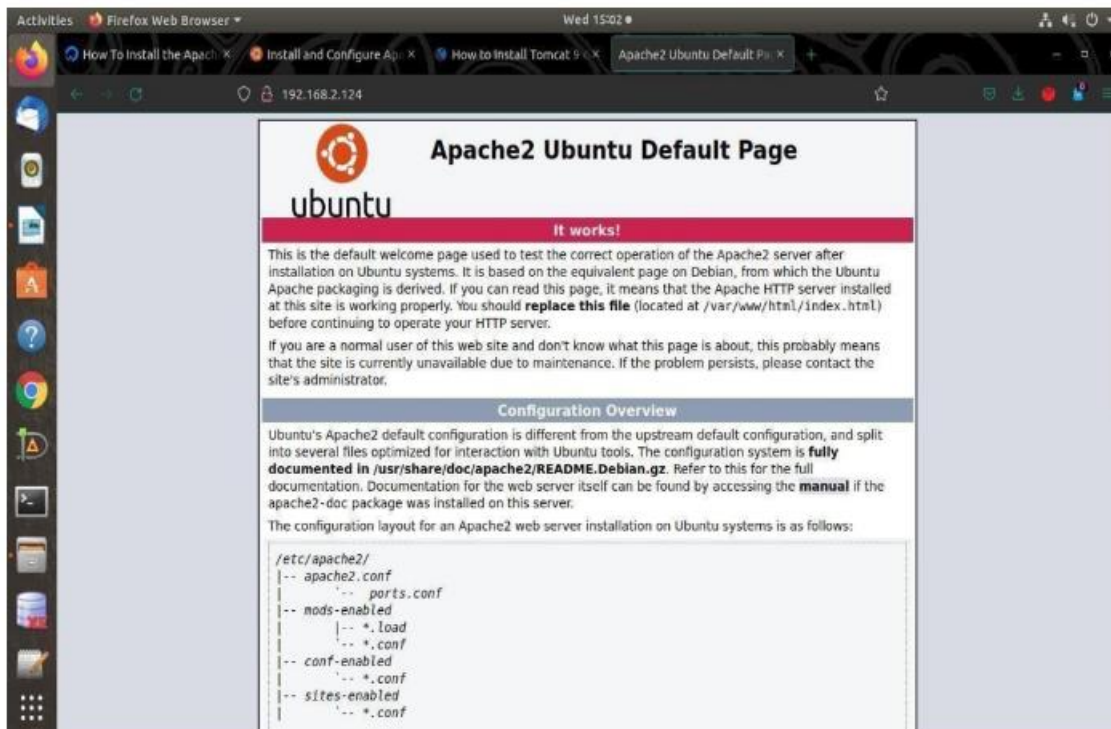 Activities Firefox Web Browser Wed 15:02
How To Install the Apach × Install and Configure Ap × How to Install Tomcat 9 × Apache2 Ubuntu Default Pa ×
192.168.2.124
ubuntu
Apache2 Ubuntu Default Page
It works!
This is the default welcome page used to test the correct operation of the Apache2 server after
installation on Ubuntu systems. It is based on the equivalent page on Debian, from which the Ubuntu
Apache packaging is derived. If you can read this page, it means that the Apache HTTP server installed
at this site is working properly. You should replace this file (located at /var/www/html/index.html)
before continuing to operate your HTTP server.
If you are a normal user of this web site and don't know what this page is about, this probably means
that the site is currently unavailable due to maintenance. If the problem persists, please contact the
site's administrator.
Configuration Overview
Ubuntu's Apache2 default configuration is different from the upstream default configuration, and split
into several files optimized for interaction with Ubuntu tools. The configuration system is fully
documented in /usr/share/doc/apache2/README.Debian.gz. Refer to this for the full
documentation. Documentation for the web server itself can be found by accessing the manual if the
apache2-doc package was installed on this server.
The configuration layout for an Apache2 web server installation on Ubuntu systems is as follows:
/etc/apache2/
|-- apache2.conf
|       `--  ports.conf
|-- mods-enabled
|       |-- *.load
|       `-- *.conf
|-- conf-enabled
|       `-- *.conf
|-- sites-enabled
|       `-- *.conf